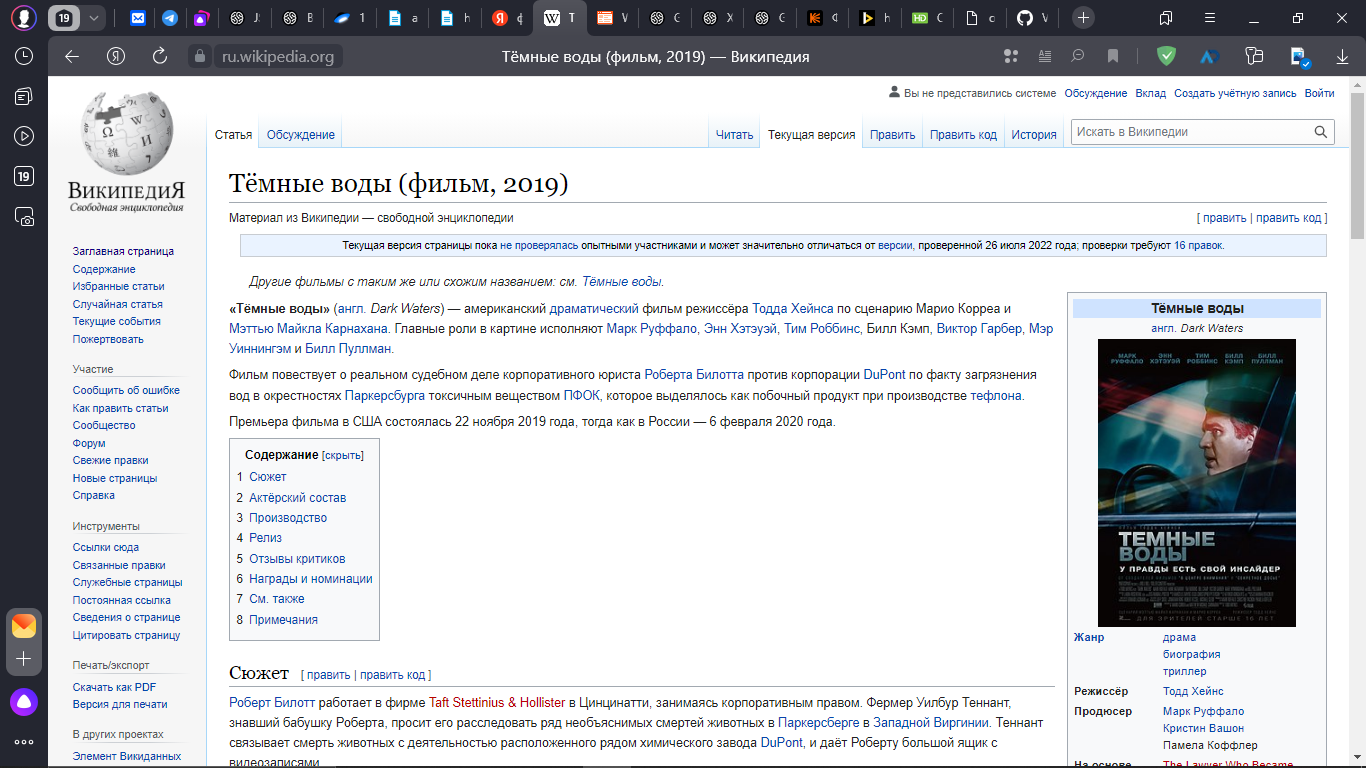 19
ru.wikipedia.org
Тёмные воды (фильм, 2019) — Википедия
19
Википедия
Свободная энциклопедия
Вы не представились системе Обсуждение Вклад Создать учётную запись Войти
Статья Обсуждение Читать Текущая версия Править Править код История
Искать в Википедии
Тёмные воды (фильм, 2019)
Материал из Википедии — свободной энциклопедии
[ править | править код ]
Текущая версия страницы пока не проверялась опытными участниками и может значительно отличаться от версии, проверенной 26 июля 2022 года; проверки требуют 16 правок.
Другие фильмы с таким же или схожим названием: см. Тёмные воды.
«Тёмные воды» (англ. Dark Waters) — американский драматический фильм режиссёра Тодда Хейнса по сценарию Марио Корреа и
Мэттью Майкла Карнахана. Главные роли в картине исполняют Марк Руффало, Энн Хэтэуэй, Тим Роббинс, Билл Кэмп, Виктор Гарбер, Мэр
Уиннингэм и Билл Пуллман.
Фильм повествует о реальном судебном деле корпоративного юриста Роберта Билотта против корпорации DuPont по факту загрязнения
вод в окрестностях Паркерсбурга токсичным веществом ПФОК, которое выделялось как побочный продукт при производстве тефлона.
Премьера фильма в США состоялась 22 ноября 2019 года, тогда как в России — 6 февраля 2020 года.
Содержание [скрыть]
1 Сюжет
2 Актёрский состав
3 Производство
4 Релиз
5 Отзывы критиков
6 Награды и номинации
7 См. также
8 Примечания
Сюжет [ править | править код ]
Роберт Билотт работает в фирме Taft Stettinius & Hollister в Цинцинатти, занимаясь корпоративным правом. Фермер Уилбур Теннант,
знавший бабушку Роберта, просит его расследовать ряд необъяснимых смертей животных в Паркерсберге в Западной Виргинии. Теннант
связывает смерть животных с деятельностью расположенного рядом химического завода DuPont, и даёт Роберту большой ящик с
видеозаписями.
Заглавная страница
Содержание
Избранные статьи
Случайная статья
Текущие события
Пожертвовать
Участие
Сообщить об ошибке
Как править статьи
Сообщество
Форум
Свежие правки
Новые страницы
Справка
Инструменты
Ссылки сюда
Связанные правки
Служебные страницы
Постоянная ссылка
Сведения о странице
Цитировать страницу
Печать/экспорт
Скачать как PDF
Версия для печати
В других проектах
Элемент Викиданных
Тёмные воды
англ. Dark Waters
МАРК РУФФАЛО ЭНН ХЭТЭУЭЙ ТИМ РОББИНС БИЛЛ КЭМП БИЛЛ ПУЛЛМАН
ТЕМНЫЕ
ВОДЫ
У ПРАВДЫ ЕСТЬ СВОЙ ИНСАЙДЕР
ДЛЯ ЗРИТЕЛЕЙ СТАРШЕ 16 ЛЕТ
Жанр драма
биография
триллер
Режиссёр Тодд Хейнс
Продюсер Марк Руффало
Кристин Вашон
Памела Коффлер
На основе The Lawyer Who Became